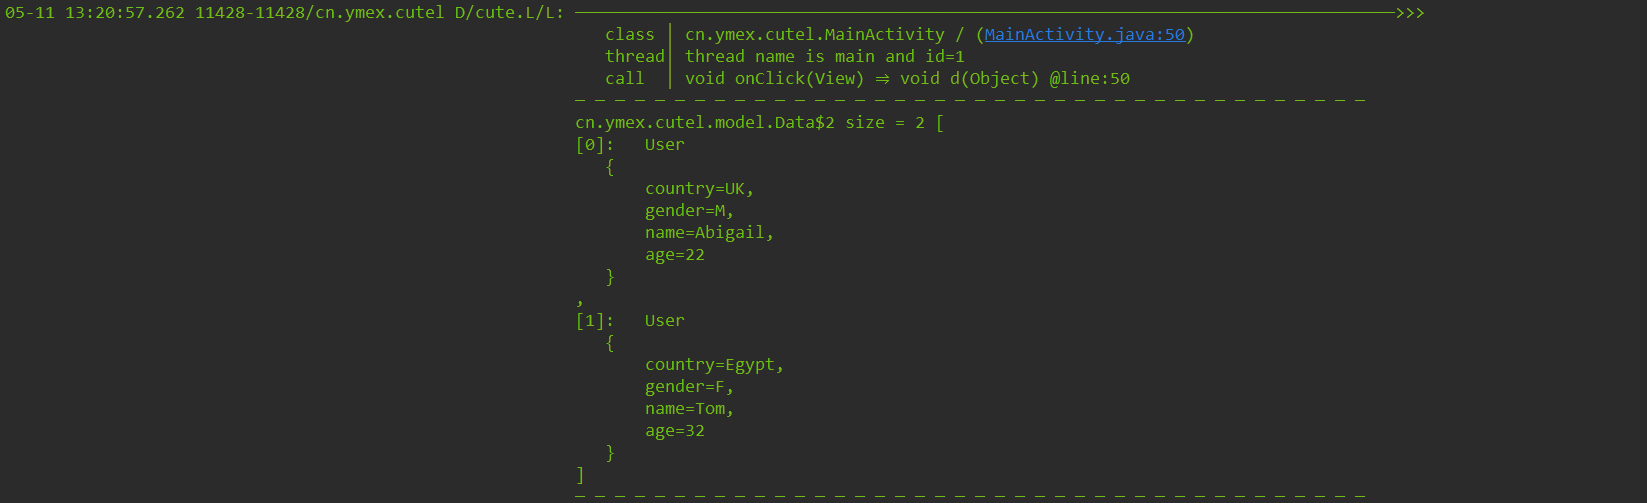 05-11 13:20:57.262 11428-11428/cn.ymex.cutel D/cute.L/L: ────────────────────────────────────────>>>
class │ cn.ymex.cutel.MainActivity / (MainActivity.java:50)
thread│ thread name is main and id=1
call │ void onClick(View) ⇒ void d(Object) @line:50
─ ─ ─ ─ ─ ─ ─ ─ ─ ─ ─ ─ ─ ─ ─ ─ ─ ─ ─ ─ ─ ─ ─ ─ ─ ─ ─ ─ ─ ─ ─ ─ ─ ─ ─ ─ ─ ─ ─ ─
cn.ymex.cutel.model.Data$2 size = 2 [
[0]: User
{
country=UK,
gender=M,
name=Abigail,
age=22
}
,
[1]: User
{
country=Egypt,
gender=F,
name=Tom,
age=32
}
]
─ ─ ─ ─ ─ ─ ─ ─ ─ ─ ─ ─ ─ ─ ─ ─ ─ ─ ─ ─ ─ ─ ─ ─ ─ ─ ─ ─ ─ ─ ─ ─ ─ ─ ─ ─ ─ ─ ─ ─